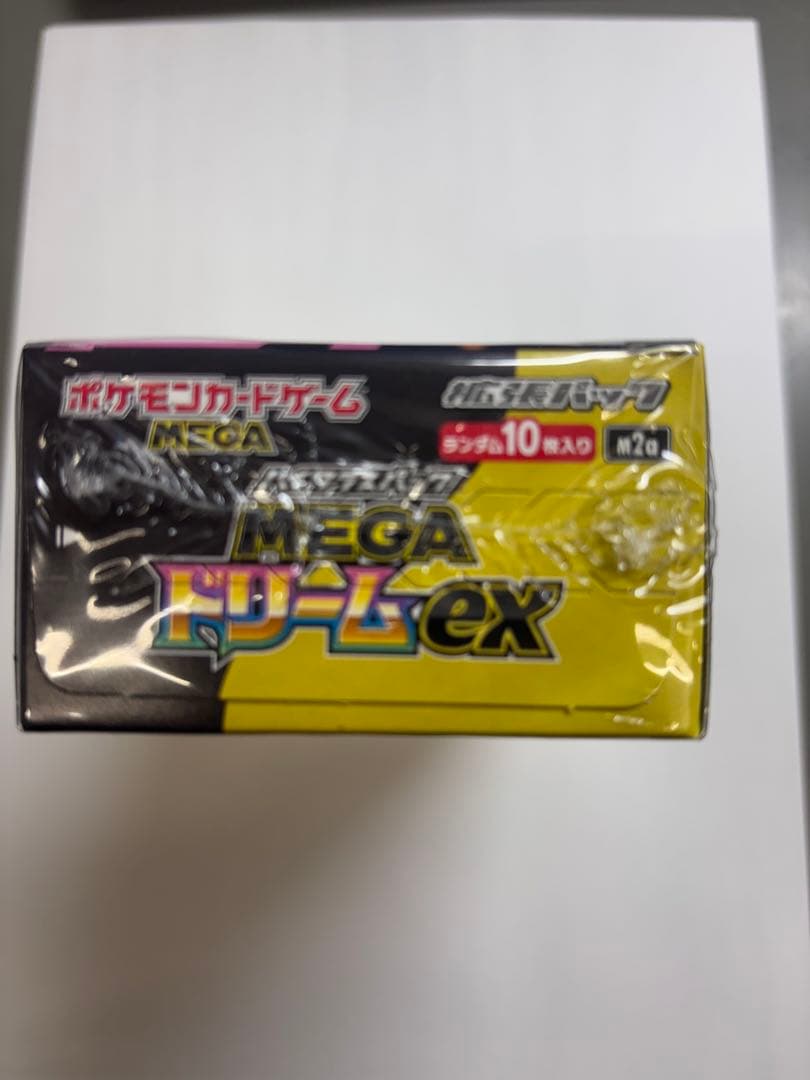 ポケモンカードゲーム
MEGA
拡張パック
ランダム10枚入り
M2a
ハイクラスパック
MEGA
ドリームex